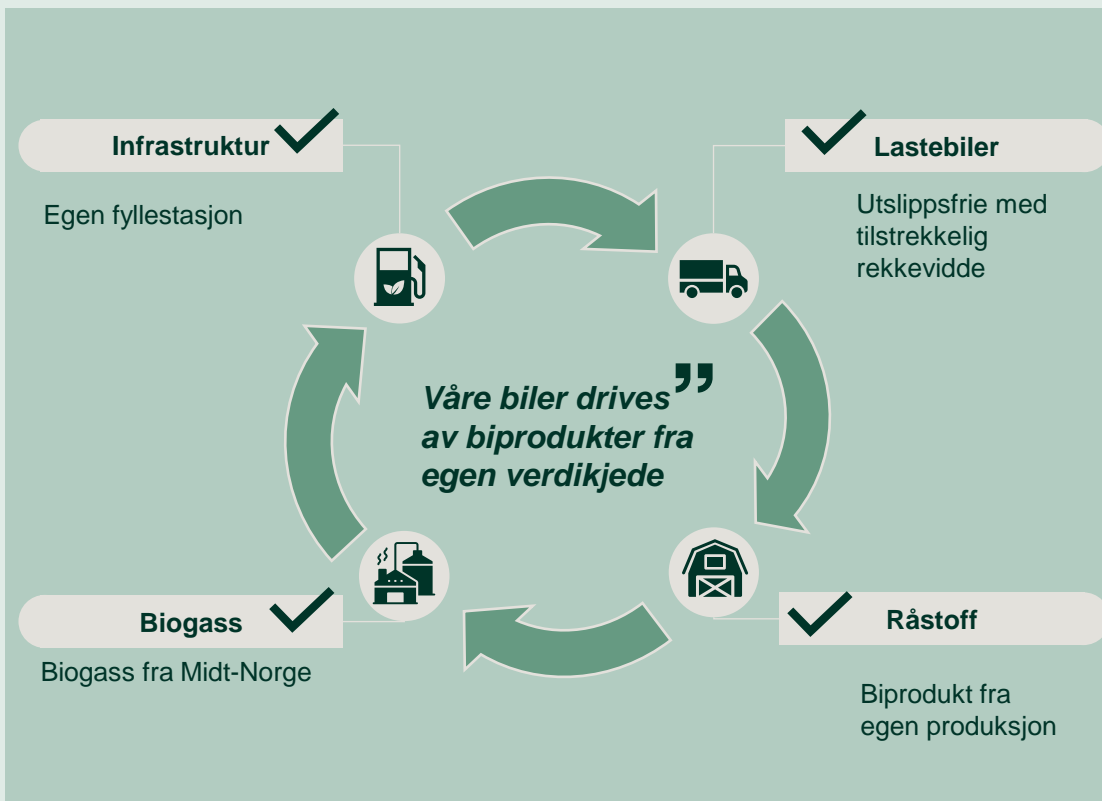 Infrastruktur
Egen fyllestasjon
Lastebiler
Utslippsfrie med
tilstrekkelig
rekkevidde
Våre biler drives ”
av biprodukter fra
egen verdikjede
Biogass
Biogass fra Midt-Norge
Råstoff
Biprodukt fra
egen produksjon